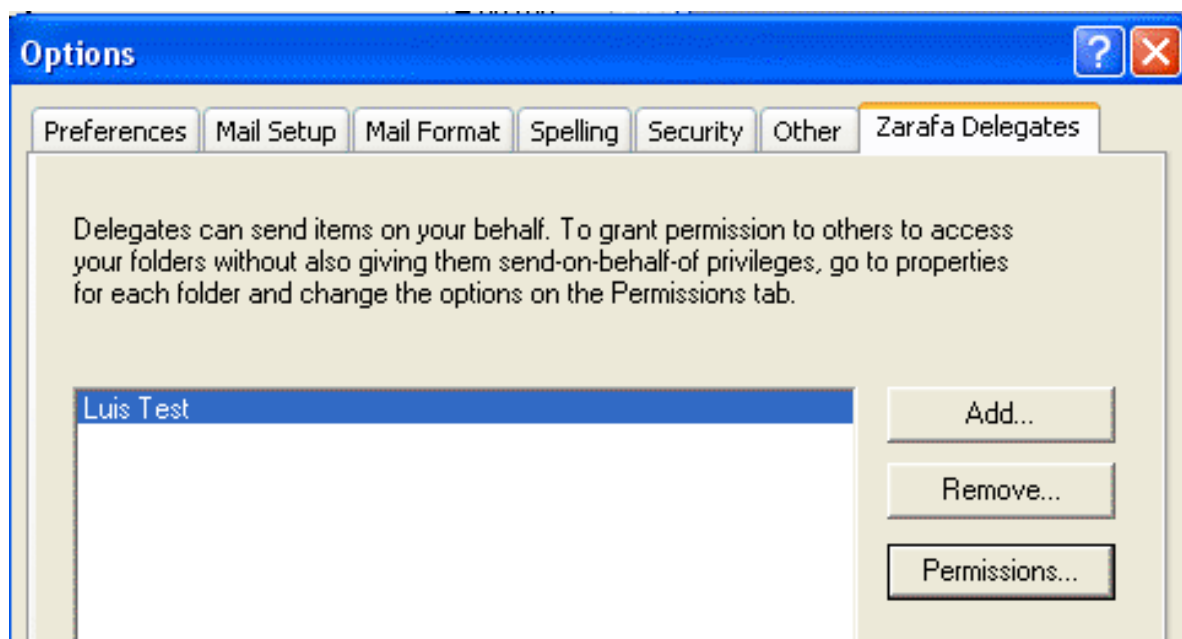 Options
Preferences
Mail Setup
Mail Format
Spelling
Security
Other
Zarafa Delegates
Delegates can send items on your behalf. To grant permission to others to access
your folders without also giving them send-on-behalf-of privileges, go to properties
for each folder and change the options on the Permissions tab.
Luis Test
Add...
Remove...
Permissions...